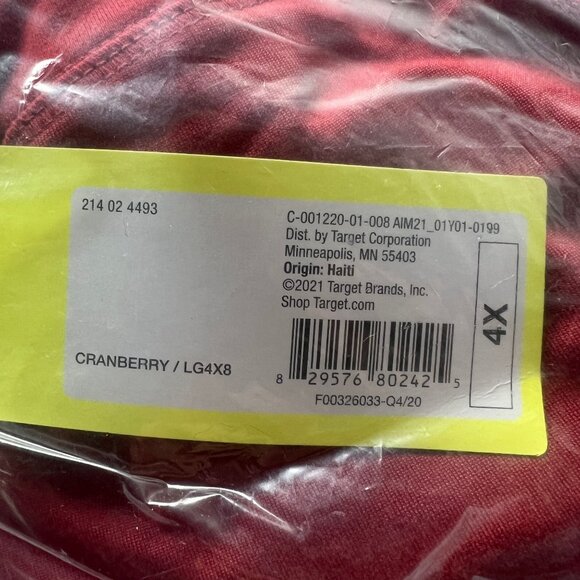 214 02 4493
C-001220-01-008 AIM21_01Y01-0199
Dist. by Target Corporation
Minneapolis, MN 55403
Origin: Haiti
©2021 Target Brands, Inc.
Shop Target.com
4X
CRANBERRY / LG4X8
8 29576 80242 5
F00326033-Q4/20